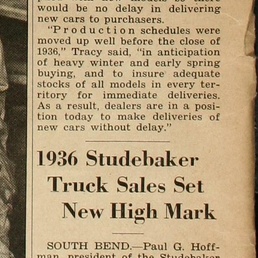 would be no delay in delivering
new cars to purchasers.
"Production schedules were
moved up well before the close of
1936," Tracy said, "in anticipation
of heavy winter and early spring
buying, and to insure adequate
stocks of all models in every ter-
ritory for immediate deliveries.
As a result, dealers are in a posi-
tion today to make deliveries of
new cars without delay."
1936 Studebaker
Truck Sales Set
New High Mark
SOUTH BEND.—Paul G. Hoff-
man, president of the Studebaker